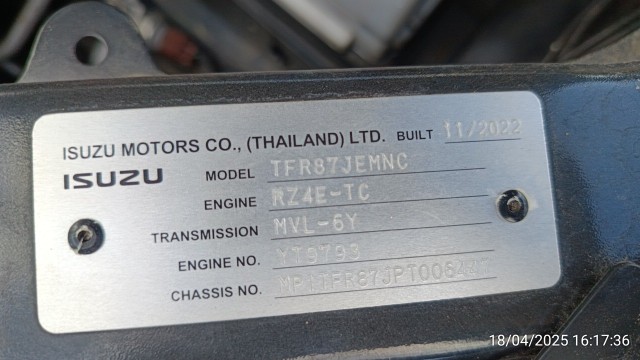 ISUZU MOTORS CO., (THAILAND) LTD. BUILT 11/2022
ISUZU
MODEL TFR87JEMNC
ENGINE RZ4E-TC
TRANSMISSION MVL-6Y
ENGINE NO. YT9793
CHASSIS NO.
18/04/2025 16:17:36